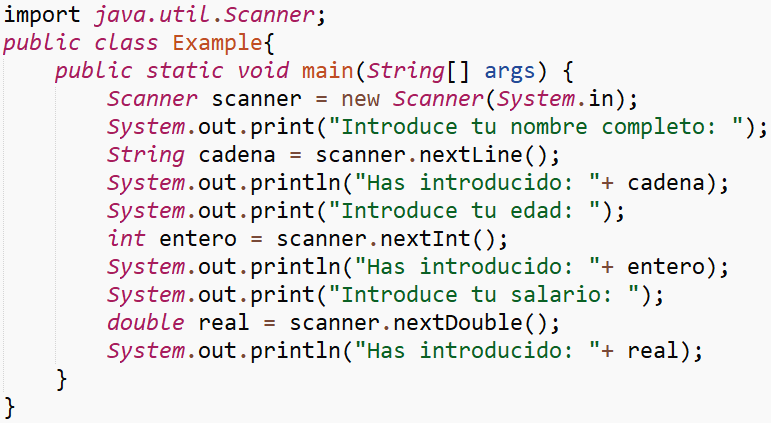 import java.util.Scanner;
public class Example{
    public static void main(String[] args) {
        Scanner scanner = new Scanner(System.in);
        System.out.print("Introduce tu nombre completo: ");
        String cadena = scanner.nextLine();
        System.out.println("Has introducido: "+ cadena);
        System.out.print("Introduce tu edad: ");
        int entero = scanner.nextInt();
        System.out.println("Has introducido: "+ entero);
        System.out.print("Introduce tu salario: ");
        double real = scanner.nextDouble();
        System.out.println("Has introducido: "+ real);
    }
}